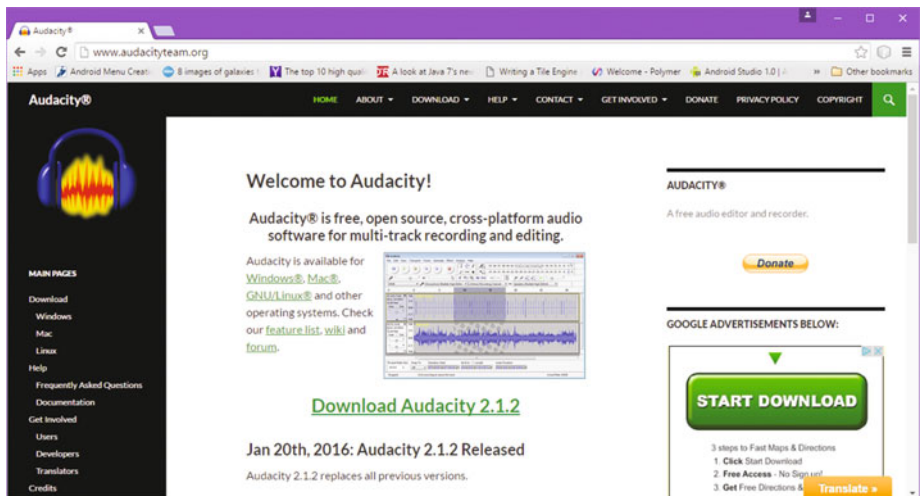 Audacity®
www.audacityteam.org
Apps
Android Menu Creati
8 images of galaxies
The top 10 high quali
A look at Java 7's ne
Writing a Tile Engine
Welcome - Polymer
Android Studio 1.0 |
»
Other bookmarks
Audacity®
HOME
ABOUT
DOWNLOAD
HELP
CONTACT
GET INVOLVED
DONATE
PRIVACY POLICY
COPYRIGHT
MAIN PAGES
Download
Windows
Mac
Linux
Help
Frequently Asked Questions
Documentation
Get Involved
Users
Developers
Translators
Credits
Welcome to Audacity!
Audacity® is free, open source, cross-platform audio
software for multi-track recording and editing.
Audacity is available for
Windows®, Mac®,
GNU/Linux® and other
operating systems. Check
our feature list, wiki and
forum.
Download Audacity 2.1.2
Jan 20th, 2016: Audacity 2.1.2 Released
Audacity 2.1.2 replaces all previous versions.
AUDACITY®
A free audio editor and recorder.
Donate
GOOGLE ADVERTISEMENTS BELOW:
START DOWNLOAD
3 steps to Fast Maps & Directions
1. Click Start Download
2. Free Access - No Sign up!
3. Get Free Directions &
Translate »